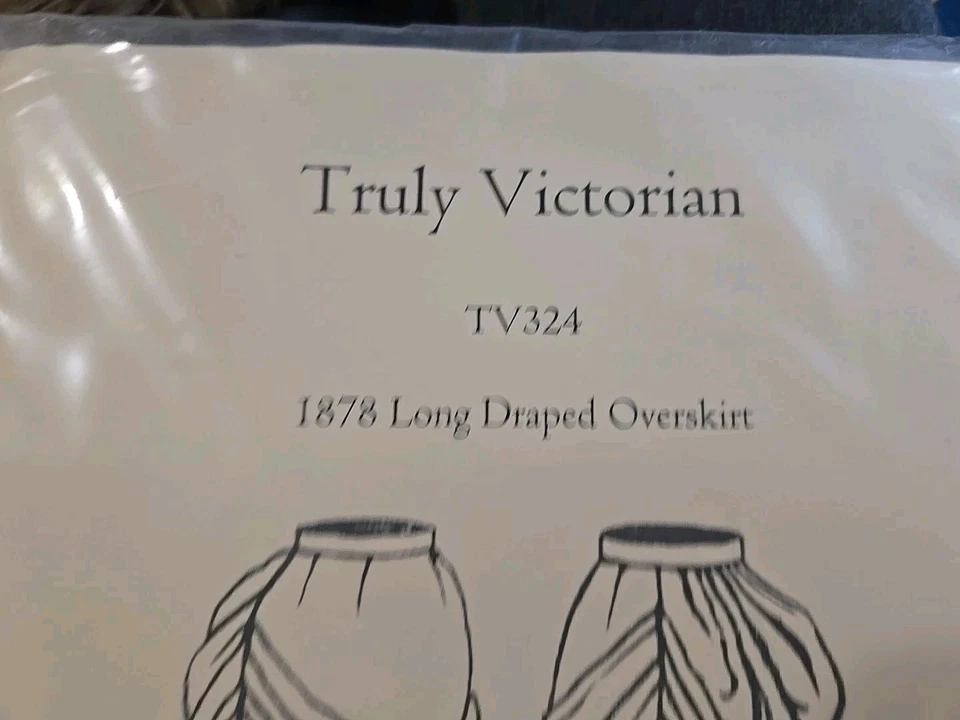 Truly Victorian
TV324
1878 Long Draped Overskirt